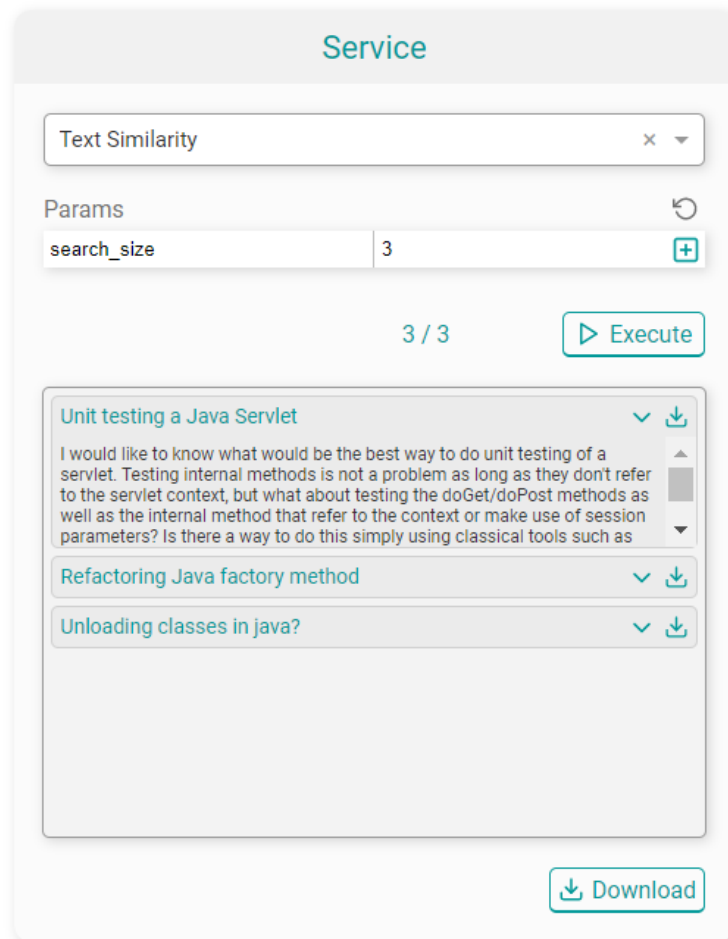 Service
Text Similarity
Params
search_size 3
3 / 3 Execute
Unit testing a Java Servlet
I would like to know what would be the best way to do unit testing of a
servlet. Testing internal methods is not a problem as long as they don't refer
to the servlet context, but what about testing the doGet/doPost methods as
well as the internal method that refer to the context or make use of session
parameters? Is there a way to do this simply using classical tools such as
Refactoring Java factory method
Unloading classes in java?
Download